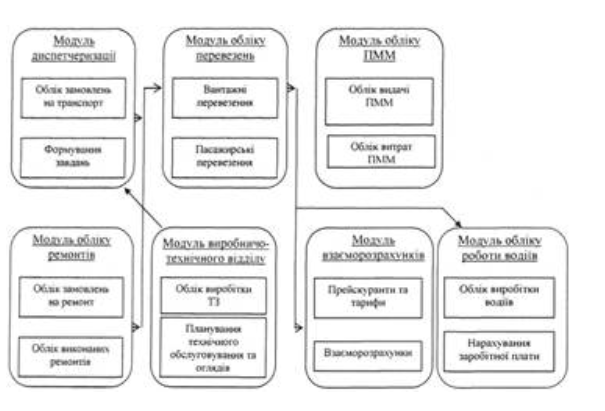 Модуль
диспетчеризації
Облік замовлень
на транспорт
Формування
завдань
Модуль обліку
перевезень
Вантажні
перевезення
Пасажирські
перевезення
Модуль обліку
ПММ
Облік видачі
ПММ
Облік витрат
ПММ
Модуль обліку
ремонтів
Облік замовлень
на ремонт
Облік виконаних
ремонтів
Модуль виробничо-
технічного відділу
Облік виробітки
ТЗ
Планування
технічного
обслуговування та
оглядів
Модуль
взаєморозрахунків
Прейскуранти та
тарифи
Взаєморозрахунки
Модуль обліку
роботи водіїв
Облік виробітки
водіїв
Нарахування
заробітної плати